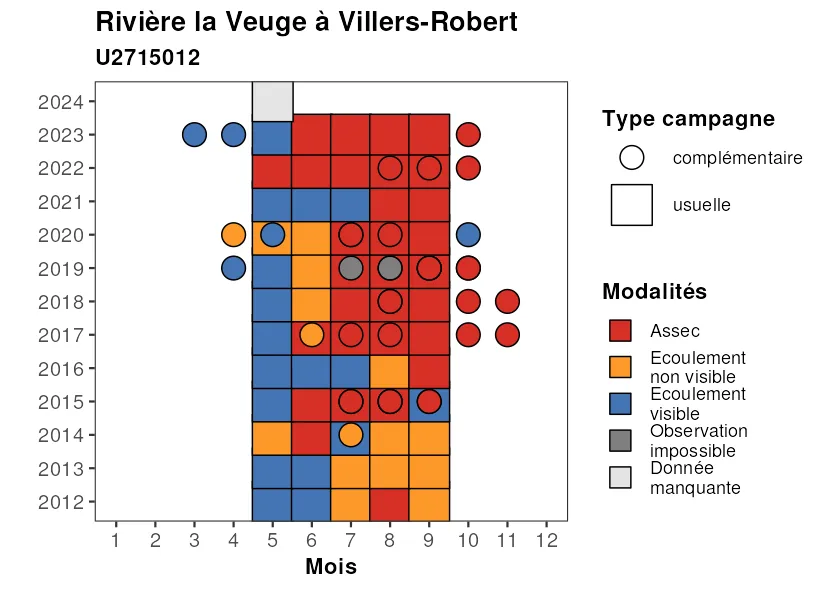 Rivière la Veuge à Villers-Robert
U2715012
2024
2023
2022
2021
2020
2019
2018
2017
2016
2015
2014
2013
2012
1 2 3 4 5 6 7 8 9 10 11 12
Mois
Type campagne
complémentaire
usuelle
Modalités
Assec
Ecoulement
non visible
Ecoulement
visible
Observation
impossible
Donnée
manquante